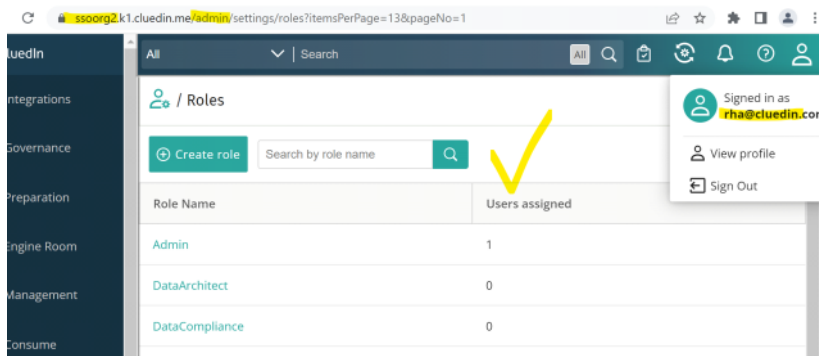 ssoorg2.k1.cluedin.me/admin/settings/roles?itemsPerPage=13&pageNo=1
luedIn
All
Search
All
ntegrations
/ Roles
Signed in as
rha@cluedin.cor
Governance
Create role
Search by role name
View profile
Preparation
Role Name
Users assigned
Sign Out
Engine Room
Admin
1
Management
DataArchitect
0
DataCompliance
0
Consume